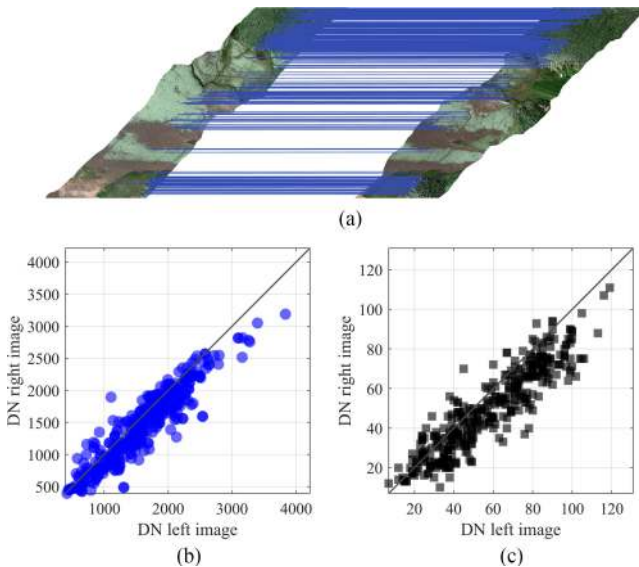 (a)
4000
3500
3000
2500
2000
1500
1000
500
DN right image
1000 2000 3000 4000
DN left image
(b)
120
100
80
60
40
20
DN right image
20 40 60 80 100 120
DN left image
(c)